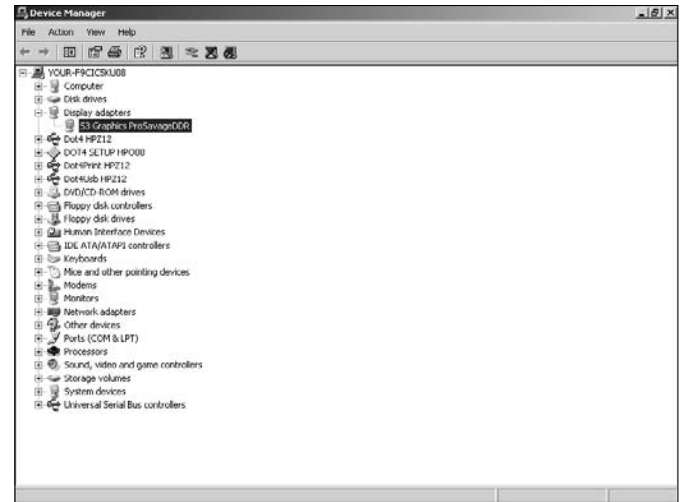 Device Manager
File Action View Help
YOUR-F9CIC5KU08
Computer
Disk drives
Display adapters
S3 Graphics ProSavageDDR
Dot4 HPZ12
DOT4 SETUP HPO08
Dot4Print HPZ12
Dot4Usb HPZ12
DVD/CD-ROM drives
Floppy disk controllers
Floppy disk drives
Human Interface Devices
IDE ATA/ATAPI controllers
Keyboards
Mice and other pointing devices
Modems
Monitors
Network adapters
Other devices
Ports (COM & LPT)
Processors
Sound, video and game controllers
Storage volumes
System devices
Universal Serial Bus controllers